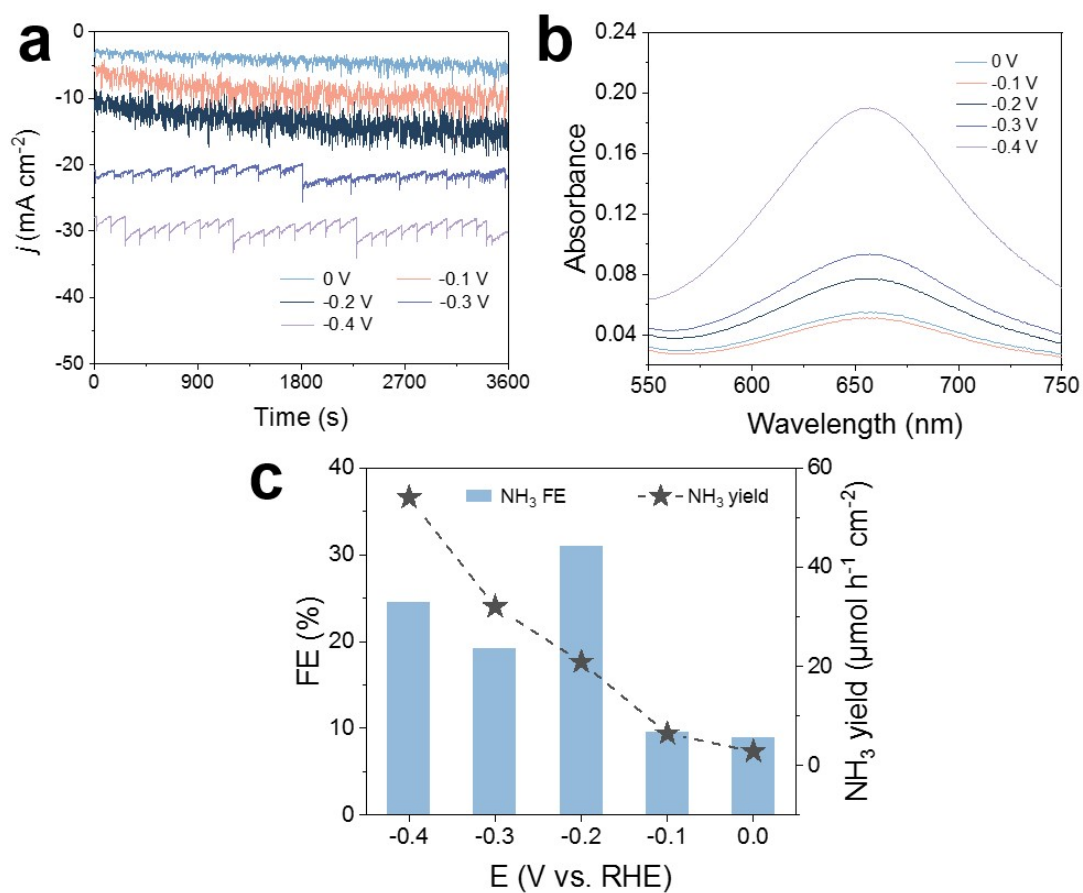 a
0
-10
-20
-30
-40
-50
j (mA cm⁻²)
0 V
-0.1 V
-0.2 V
-0.3 V
-0.4 V
0
900
1800
2700
3600
Time (s)
b
0.24
0.20
0.16
0.12
0.08
0.04
Absorbance
0 V
-0.1 V
-0.2 V
-0.3 V
-0.4 V
550
600
650
700
750
Wavelength (nm)
c
40
30
20
10
0
FE (%)
NH₃ FE
NH₃ yield
60
40
20
0
NH₃ yield (μmol h⁻¹ cm⁻²)
-0.4
-0.3
-0.2
-0.1
0.0
E (V vs. RHE)